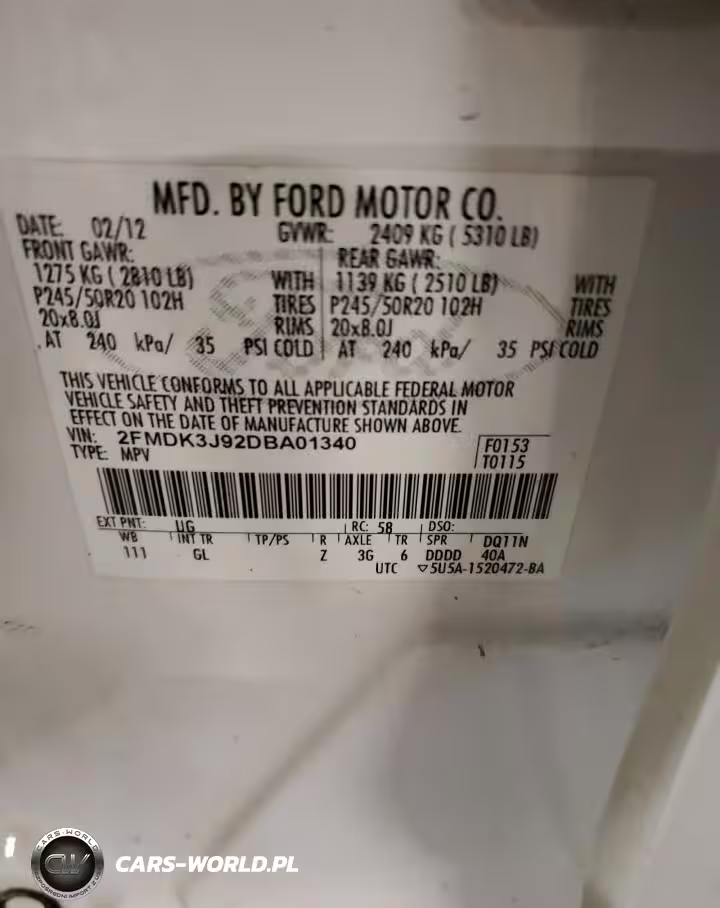 MFD. BY FORD MOTOR CO.
DATE: 02/12 GVWR: 2409 KG ( 5310 LB)
FRONT GAWR: REAR GAWR:
1275 KG ( 2810 LB) WITH 1139 KG ( 2510 LB) WITH
P245/50R20 102H TIRES P245/50R20 102H TIRES
20x8.0J RIMS 20x8.0J RIMS
.AT 240 kPa/ 35 PSI COLD AT 240 kPa/ 35 PSI COLD
THIS VEHICLE CONFORMS TO ALL APPLICABLE FEDERAL MOTOR
VEHICLE SAFETY AND THEFT PREVENTION STANDARDS IN
EFFECT ON THE DATE OF MANUFACTURE SHOWN ABOVE.
VIN: 2FMDK3J92DBA01340 F0153
TYPE: MPV T0115
EXT PNT: UG RC: 58 DSO:
WB INT TR TP/PS R AXLE TR SPR DQ11N
111 GL Z 3G 6 DDDD 40A
UTC ▽5U5A-1520472-BA
CARS-WORLD
CW
CARS-WORLD.PL